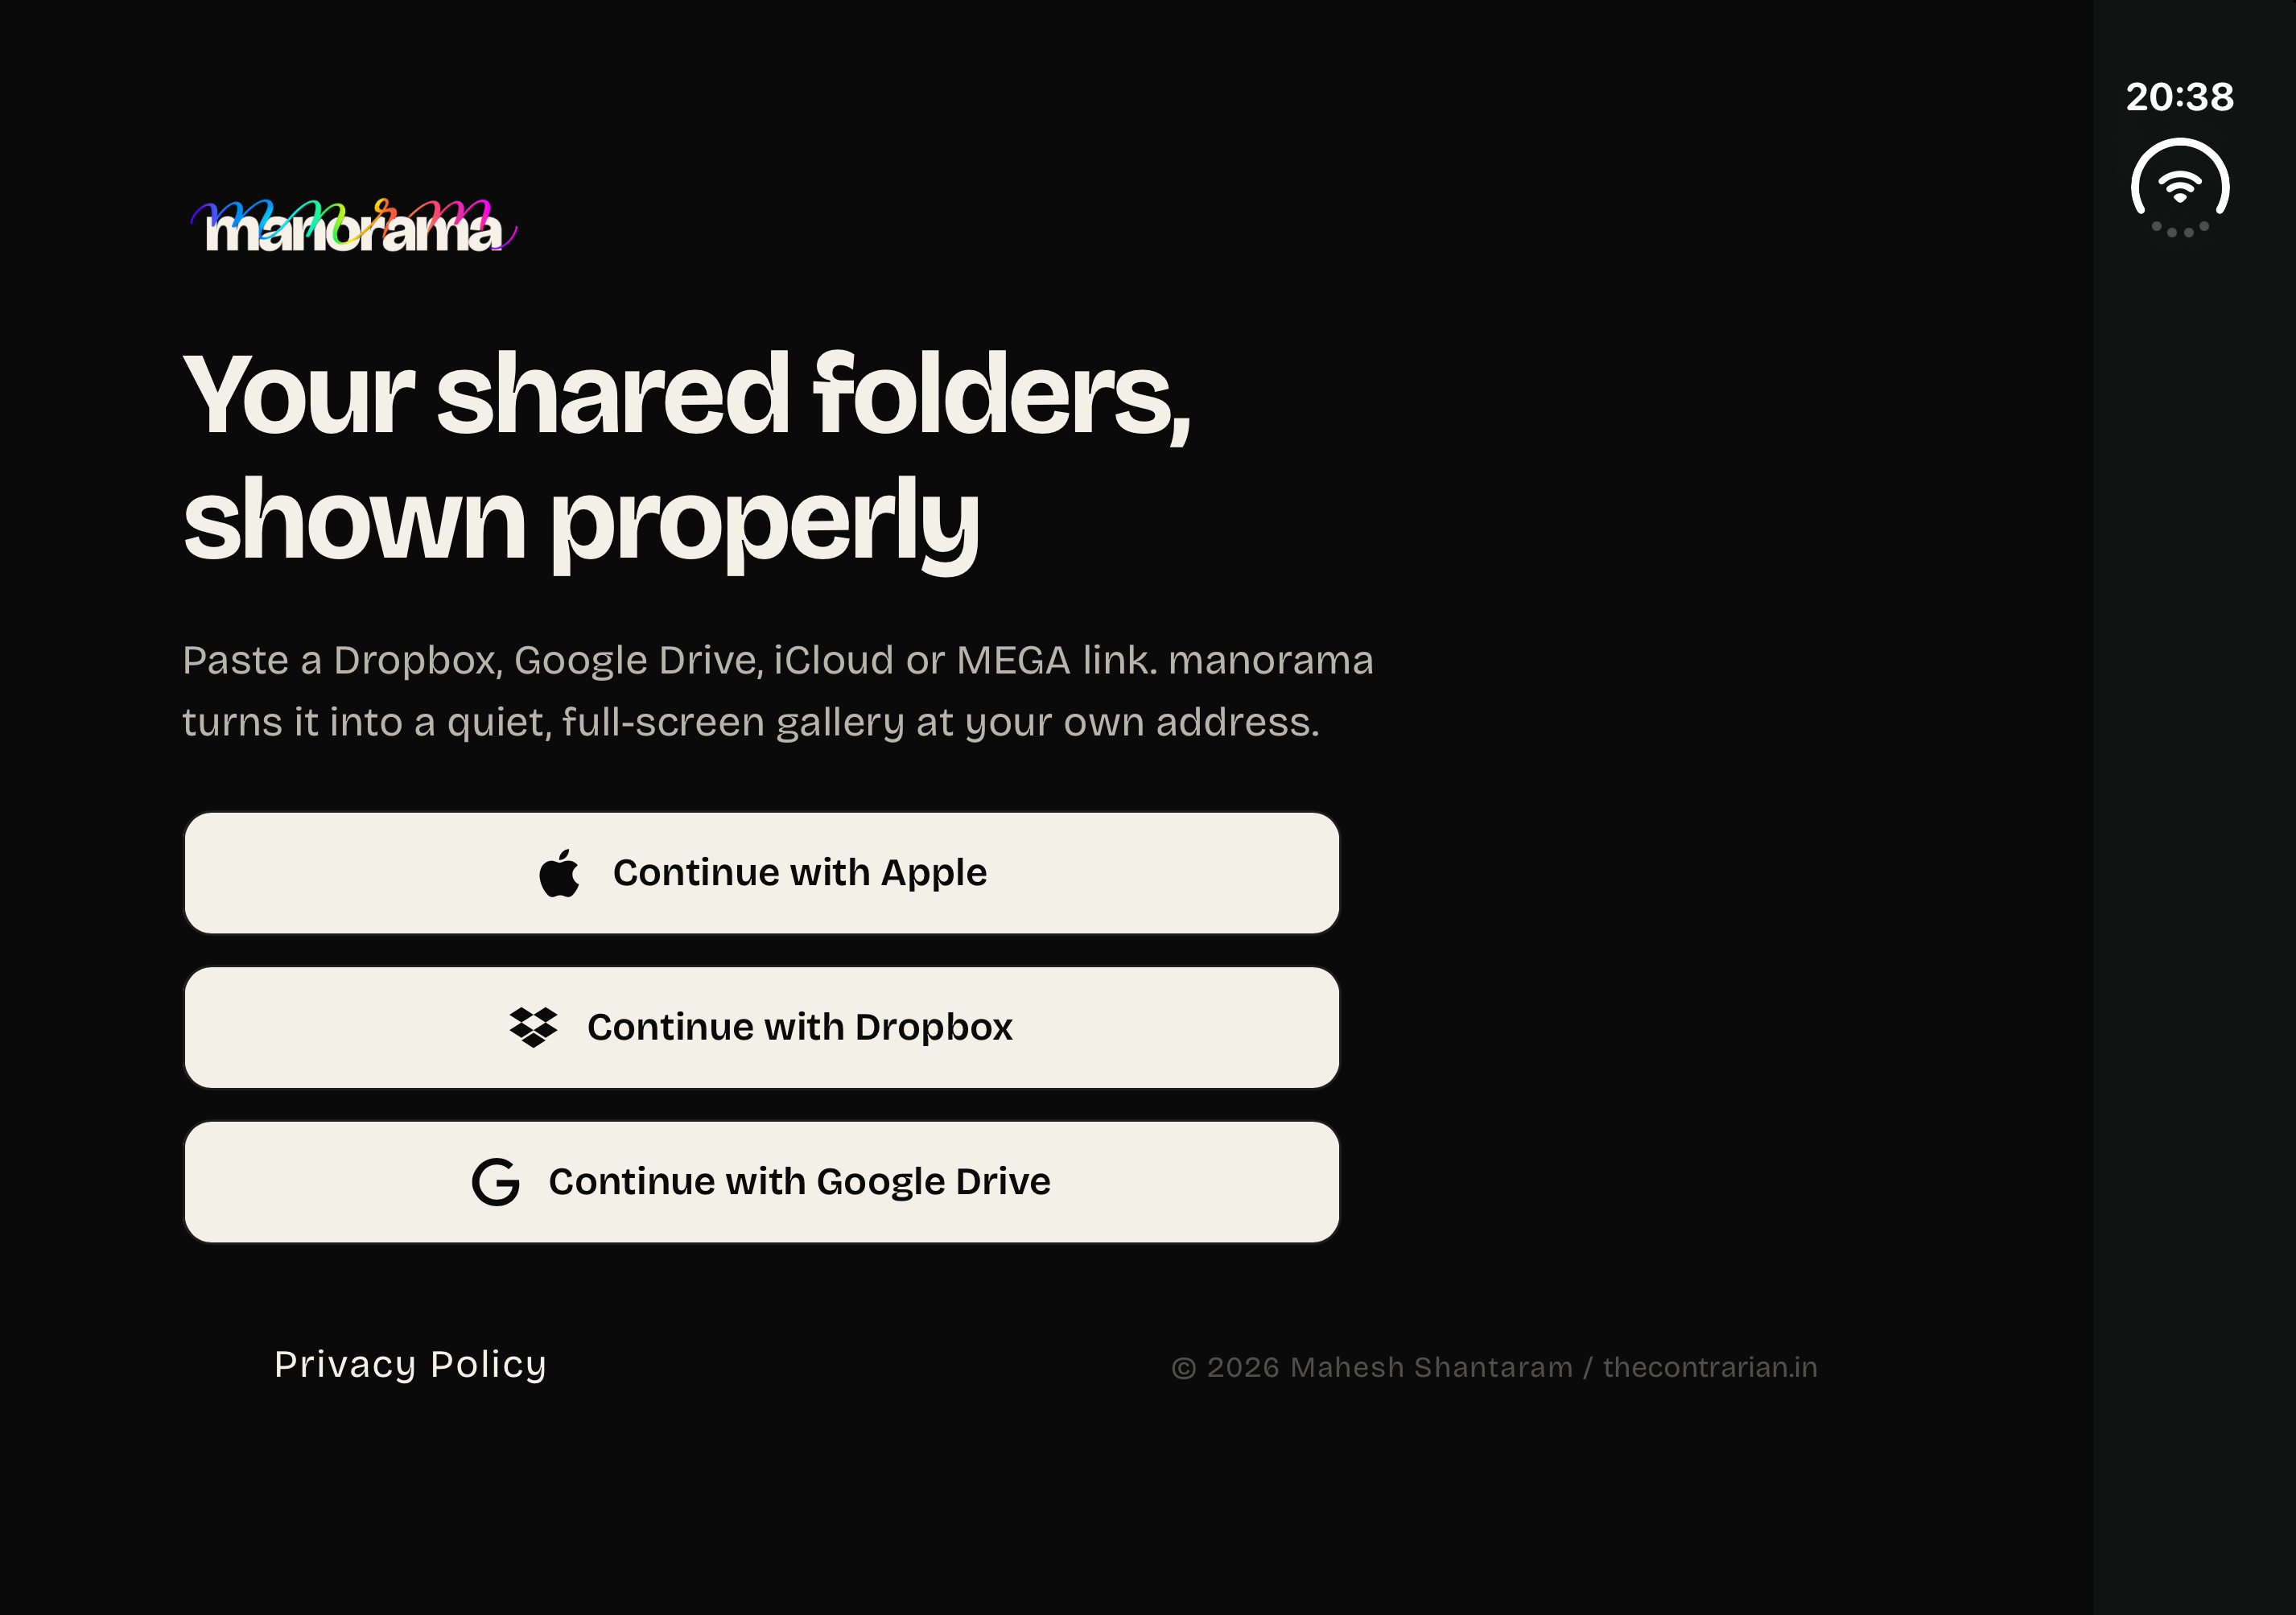 20:38
manorama
Your shared folders,
shown properly
Paste a Dropbox, Google Drive, iCloud or MEGA link. manorama
turns it into a quiet, full-screen gallery at your own address.
Continue with Apple
Continue with Dropbox
Continue with Google Drive
Privacy Policy
© 2026 Mahesh Shantaram / thecontrarian.in